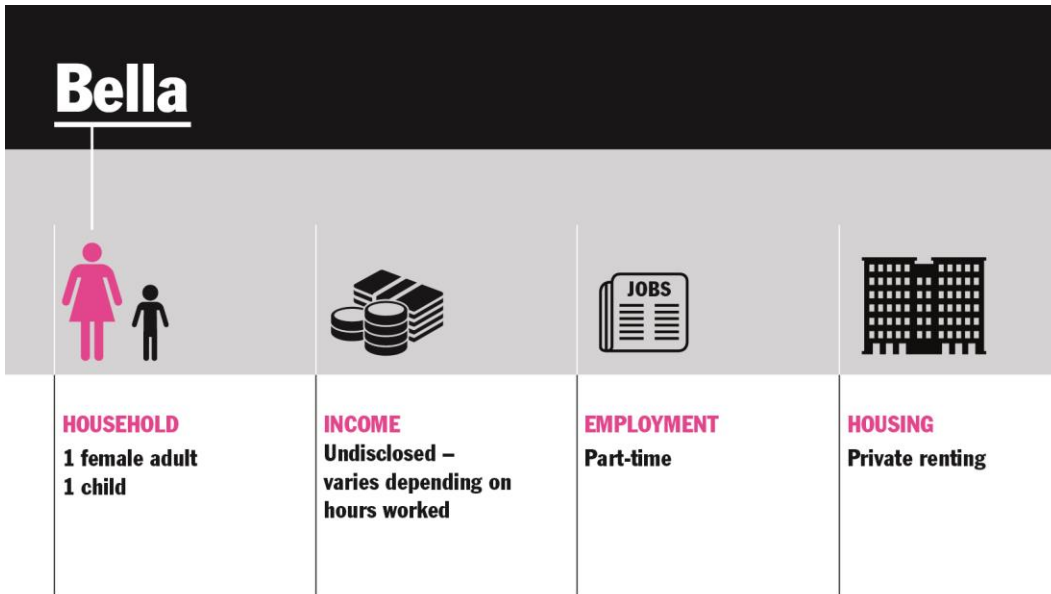 Bella
HOUSEHOLD
1 female adult
1 child
INCOME
Undisclosed –
varies depending on
hours worked
JOBS
EMPLOYMENT
Part-time
HOUSING
Private renting